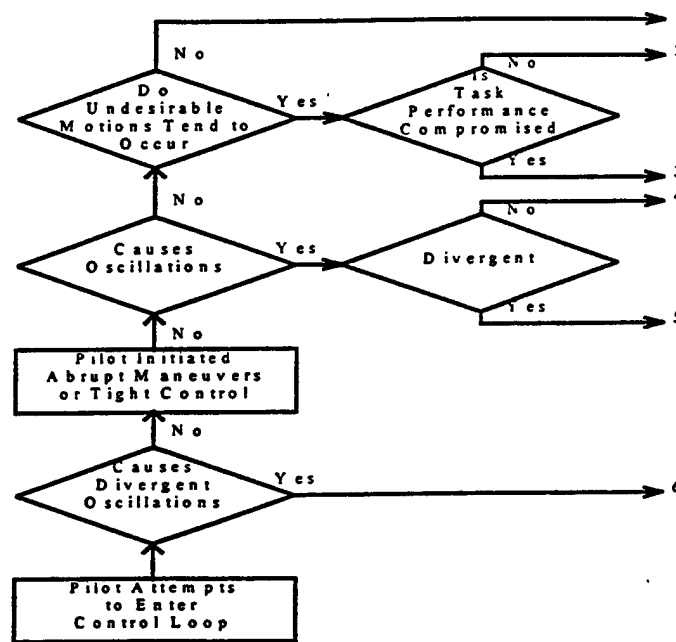 No
Do
Undesirable
Motions Tend to
Occur
Yes
No
Is
Task
Performance
Compromised
Yes
No
Causes
Oscillations
Yes
No
Divergent
Yes
No
Pilot Initiated
Abrupt Maneuvers
or Tight Control
No
Causes
Divergent
Oscillations
Yes
6
Pilot Attempts
to Enter
Control Loop